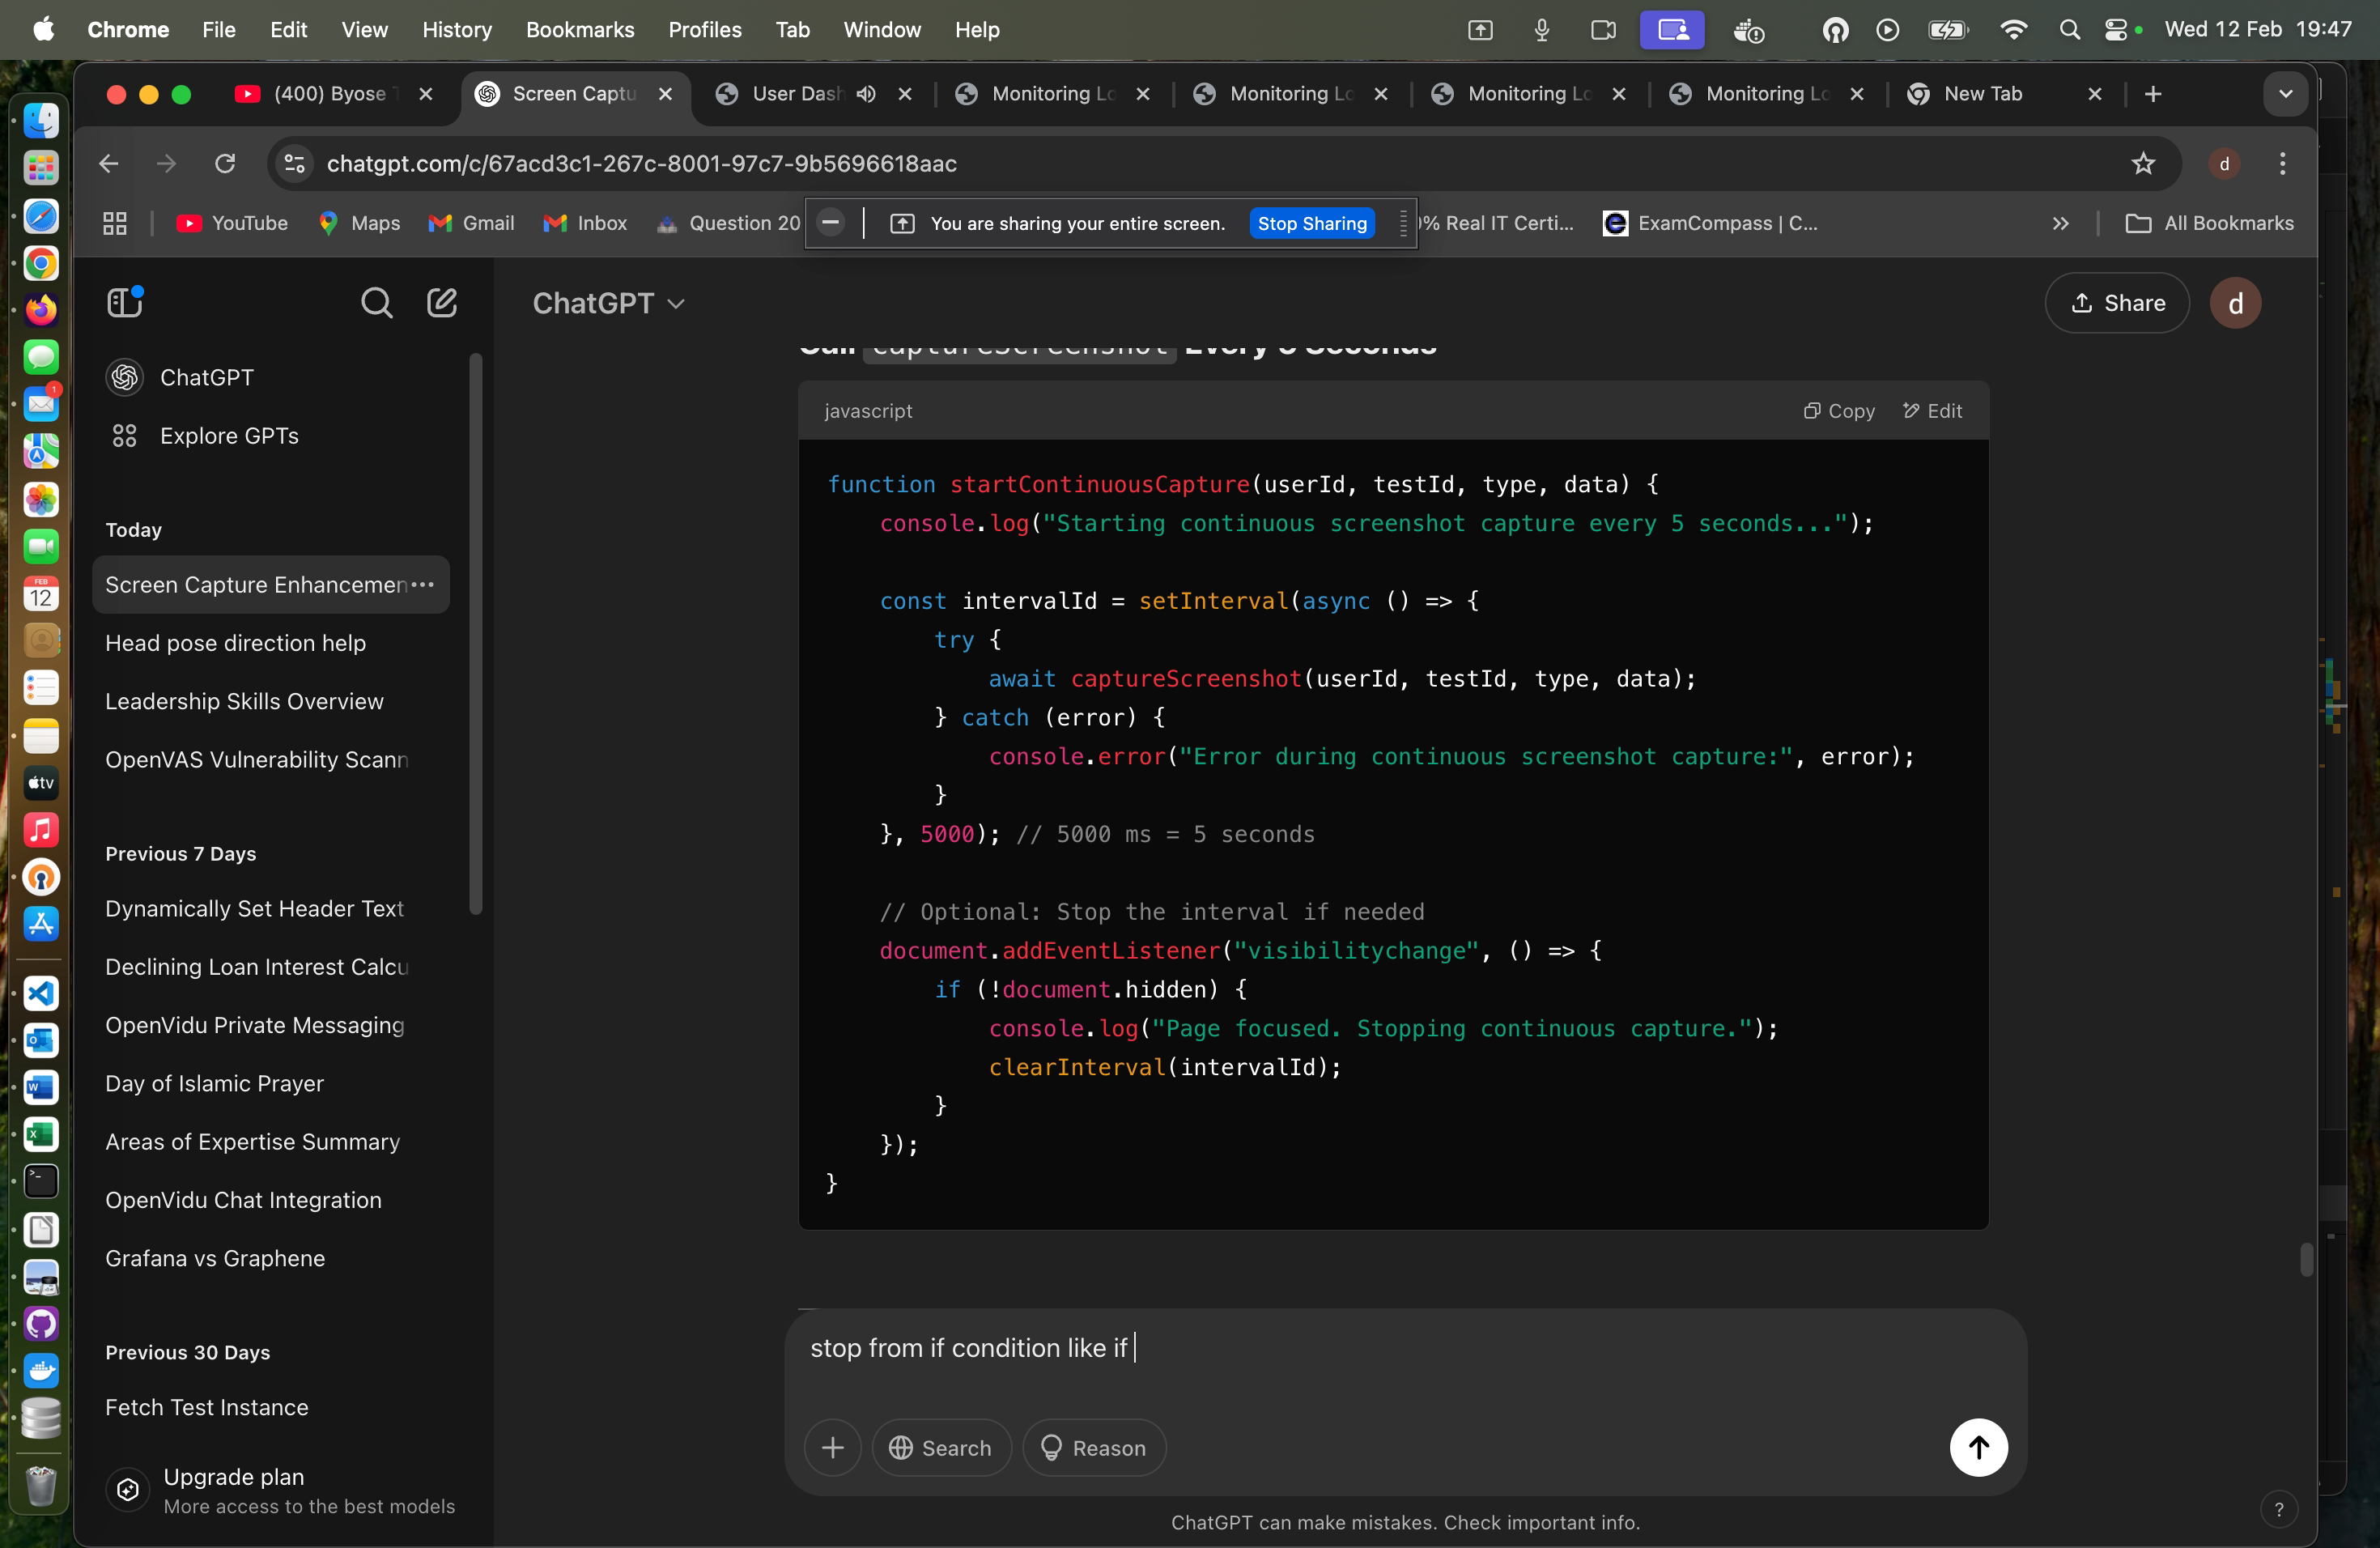 Chrome File Edit View History Bookmarks Profiles Tab Window Help Wed 12 Feb 19:47
(400) Byose Screen Captu User Dash Monitoring Lo Monitoring Lo Monitoring Lo Monitoring Lo New Tab
chatgpt.com/c/67acd3c1-267c-8001-97c7-9b5696618aac
d
YouTube Maps Gmail Inbox Question 20 You are sharing your entire screen. Stop Sharing % Real IT Certi... ExamCompass | C... All Bookmarks
ChatGPT Share d
ChatGPT
Explore GPTs
Today
Screen Capture Enhancemen
Head pose direction help
Leadership Skills Overview
OpenVAS Vulnerability Scann
Previous 7 Days
Dynamically Set Header Text
Declining Loan Interest Calcu
OpenVidu Private Messaging
Day of Islamic Prayer
Areas of Expertise Summary
OpenVidu Chat Integration
Grafana vs Graphene
Previous 30 Days
Fetch Test Instance
Upgrade plan
More access to the best models
Call captureScreenshot Every 5 Seconds
javascript Copy Edit
function startContinuousCapture(userId, testId, type, data) {
console.log("Starting continuous screenshot capture every 5 seconds...");
const intervalId = setInterval(async () => {
try {
await captureScreenshot(userId, testId, type, data);
} catch (error) {
console.error("Error during continuous screenshot capture:", error);
}
}, 5000); // 5000 ms = 5 seconds
// Optional: Stop the interval if needed
document.addEventListener("visibilitychange", () => {
if (!document.hidden) {
console.log("Page focused. Stopping continuous capture.");
clearInterval(intervalId);
}
});
}
stop from if condition like if
Search Reason
ChatGPT can make mistakes. Check important info.
?
1
FEB
12
tv